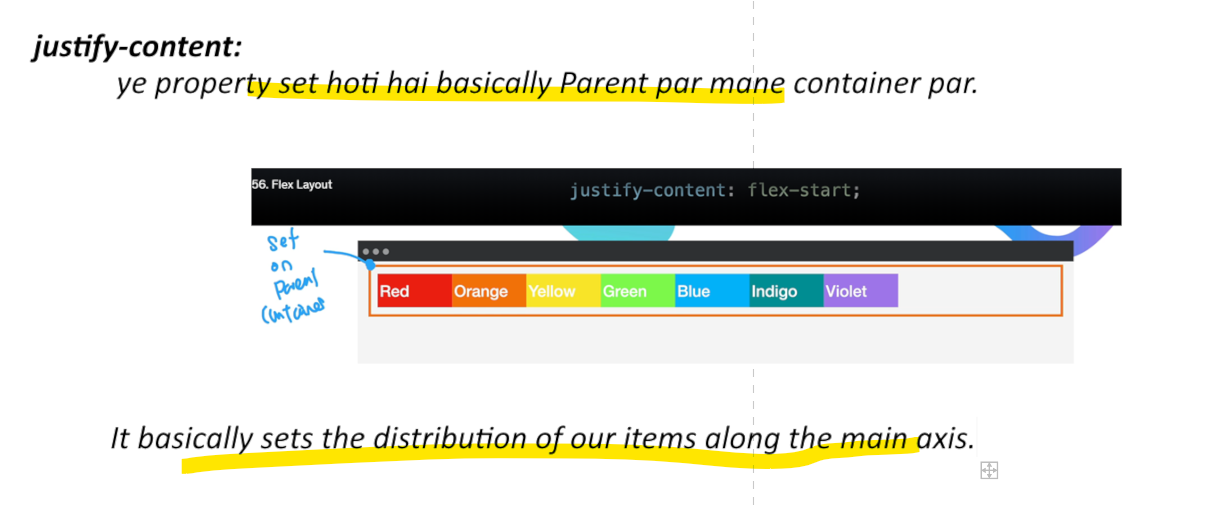 justify-content:
ye property set hoti hai basically Parent par mane container par.
56. Flex Layout
justify-content: flex-start;
set
on
Parent
Red Orange Yellow Green Blue Indigo Violet
It basically sets the distribution of our items along the main axis.